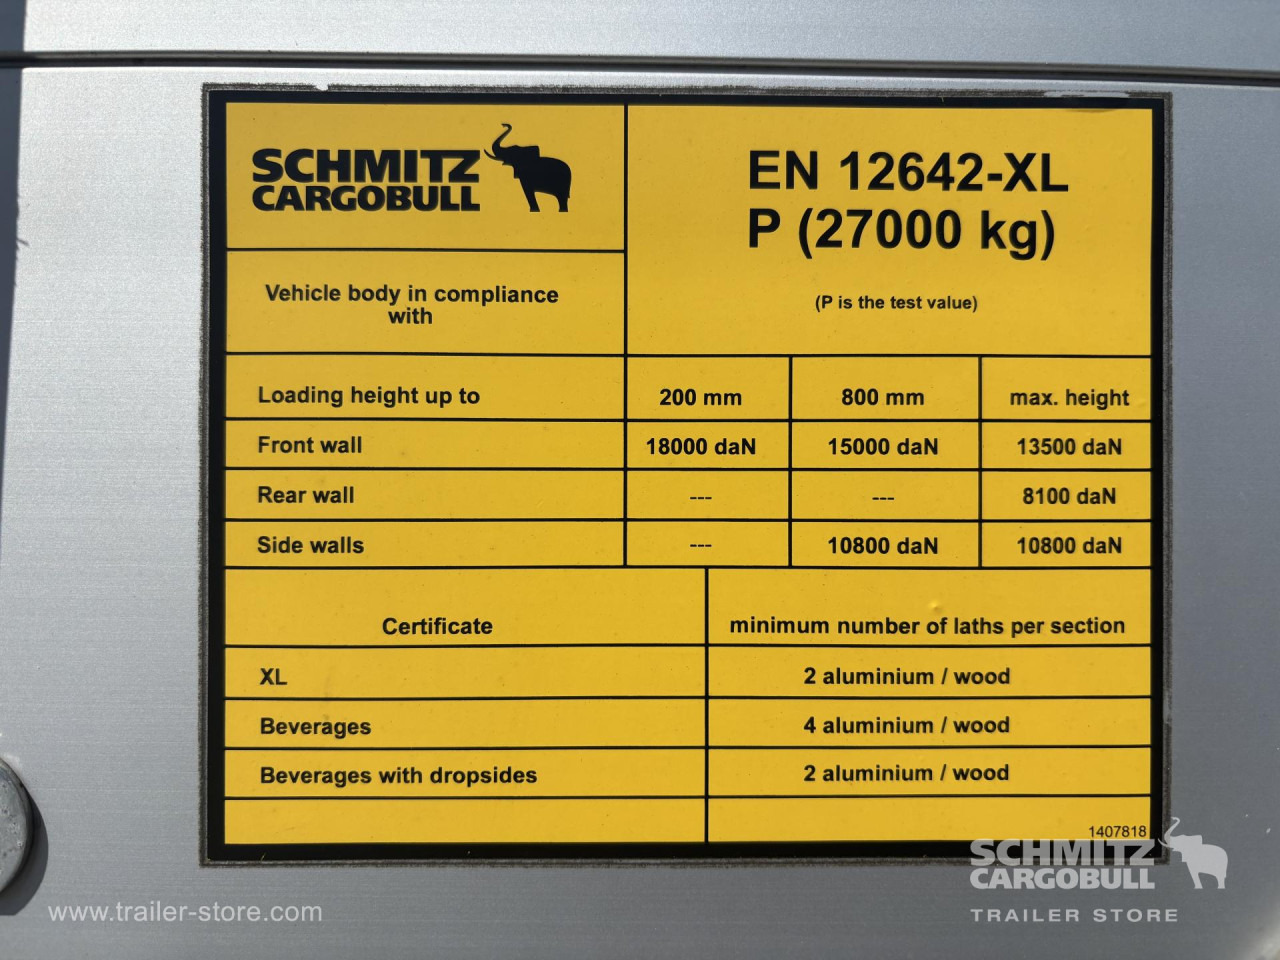 SCHMITZ
CARGOBULL
EN 12642-XL
P (27000 kg)
(P is the test value)
Vehicle body in compliance
with
Loading height up to 200 mm 800 mm max. height
Front wall 18000 daN 15000 daN 13500 daN
Rear wall --- --- 8100 daN
Side walls --- 10800 daN 10800 daN
Certificate minimum number of laths per section
XL 2 aluminium / wood
Beverages 4 aluminium / wood
Beverages with dropsides 2 aluminium / wood
1407818
SCHMITZ
CARGOBULL
TRAILER STORE
www.trailer-store.com